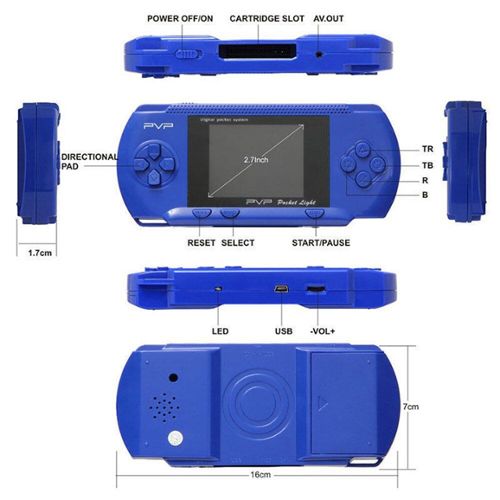 POWER OFF/ON
CARTRIDGE SLOT
AV.OUT
PVP
digital pocket system
2.7Inch
DIRECTIONAL
PAD
TR
TB
R
B
PVP Pocket Light
RESET
SELECT
START/PAUSE
1.7cm
LED
USB
-VOL+
7cm
16cm